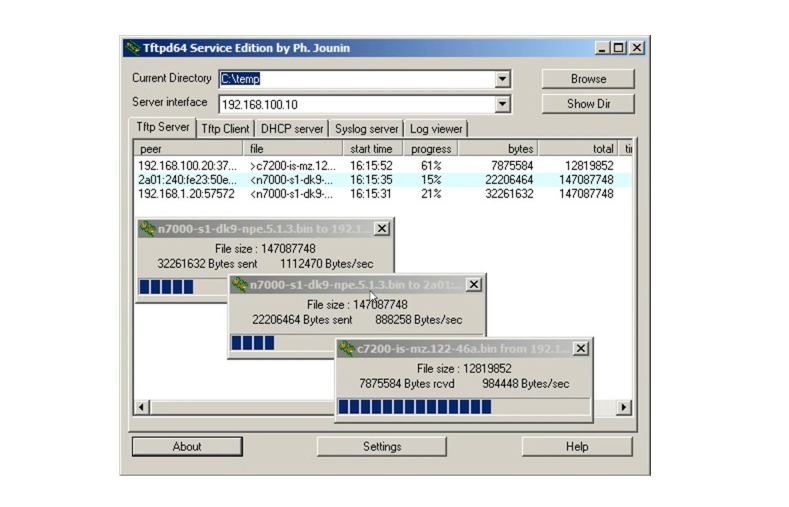 Tftpd64 Service Edition by Ph. Jounin
Current Directory C:\temp Browse
Server interface 192.168.100.10 Show Dir
Tftp Server Tftp Client DHCP server Syslog server Log viewer
peer file start time progress bytes total
192.168.100.20:37... >c7200-is-mz.12... 16:15:52 61% 7875584 12819852
2a01:240:fe23:50e... <n7000-s1-dk9-... 16:15:35 15% 22206464 147087748
192.168.1.20:57572 <n7000-s1-dk9-... 16:15:31 21% 32261632 147087748
n7000-s1-dk9-npe.5.1.3.bin to 192.1...
File size : 147087748
32261632 Bytes sent 1112470 Bytes/sec
n7000-s1-dk9-npe.5.1.3.bin to 2a01:...
File size : 147087748
22206464 Bytes sent 888258 Bytes/sec
c7200-is-mz.122-46a.bin from 192.1...
File size : 12819852
7875584 Bytes rcvd 984448 Bytes/sec
About Settings Help